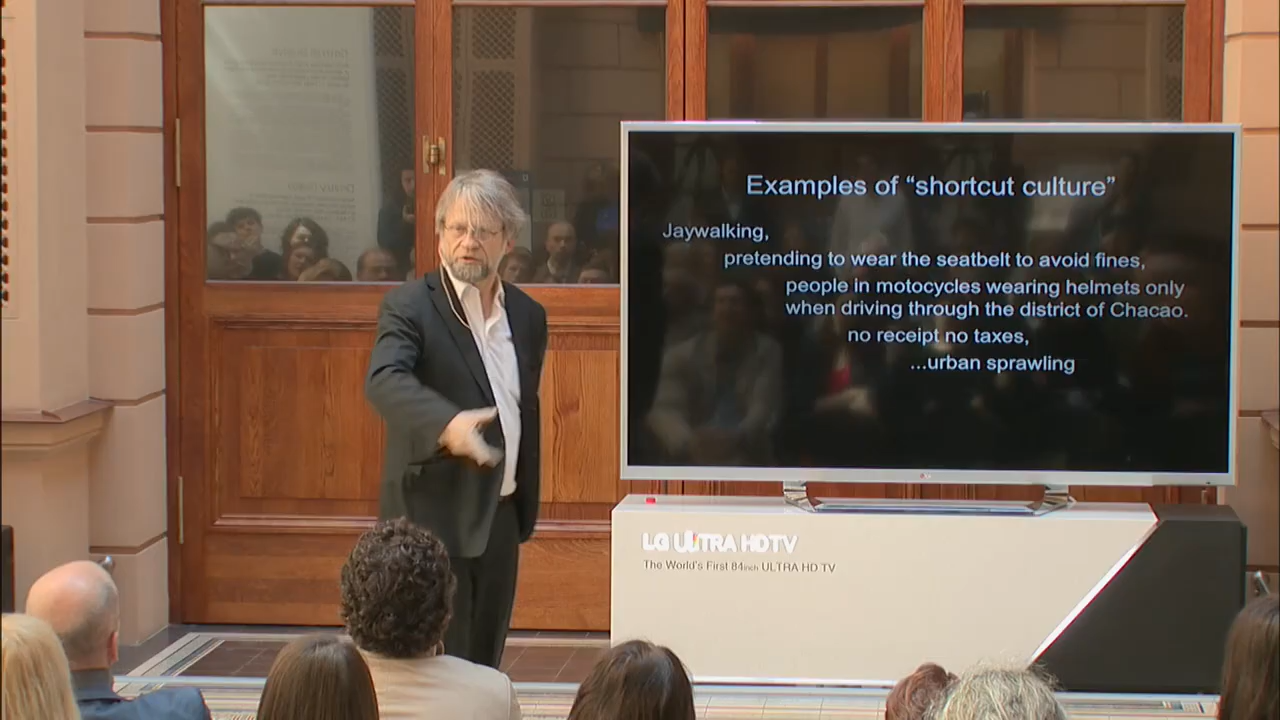 Examples of “shortcut culture”
Jaywalking,
pretending to wear the seatbelt to avoid fines,
people in motocycles wearing helmets only
when driving through the district of Chacao.
no receipt no taxes,
...urban sprawling
LG
LG ULTRA HDTV
The World's First 84inch ULTRA HD TV